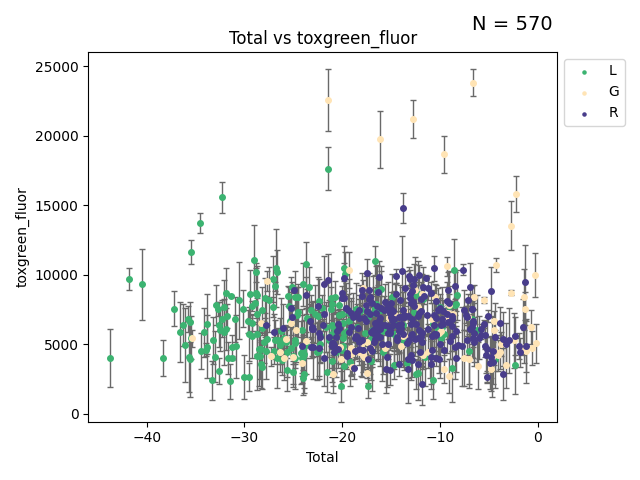 N = 570
Total vs toxgreen_fluor
25000
20000
15000
10000
5000
0
toxgreen_fluor
−40
−30
−20
−10
0
Total
L
G
R